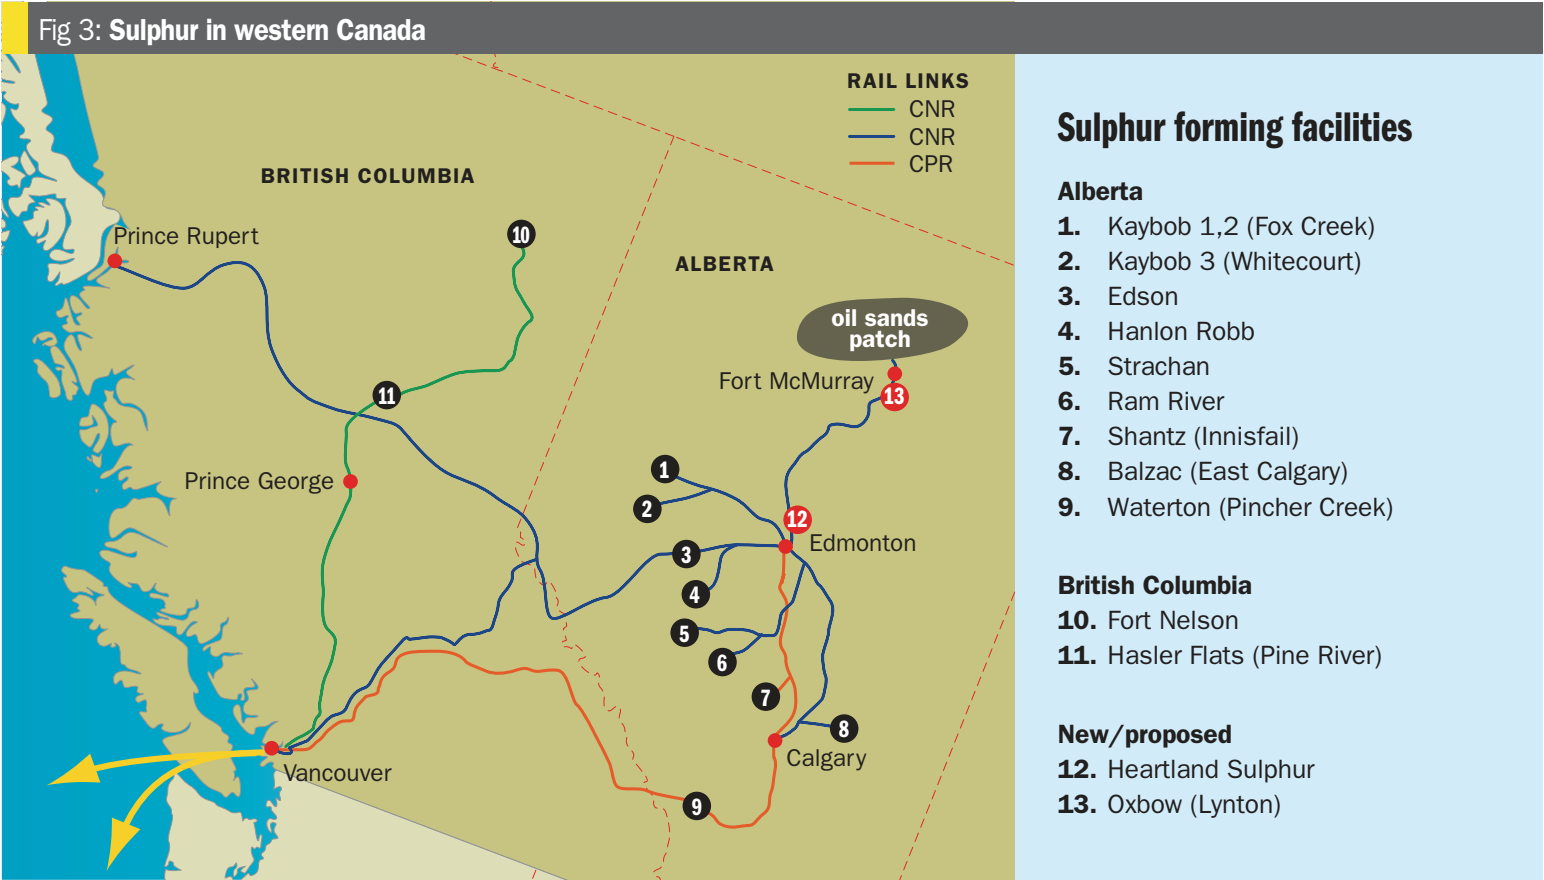 Fig 3: Sulphur in western Canada
RAIL LINKS
CNR
CNR
CPR
BRITISH COLUMBIA
ALBERTA
Prince Rupert
10
oil sands
patch
Fort McMurray
13
11
Prince George
1
2
12
Edmonton
3
4
5
6
7
8
Calgary
Vancouver
9
Sulphur forming facilities
Alberta
1. Kaybob 1,2 (Fox Creek)
2. Kaybob 3 (Whitecourt)
3. Edson
4. Hanlon Robb
5. Strachan
6. Ram River
7. Shantz (Innisfail)
8. Balzac (East Calgary)
9. Waterton (Pincher Creek)
British Columbia
10. Fort Nelson
11. Hasler Flats (Pine River)
New/proposed
12. Heartland Sulphur
13. Oxbow (Lynton)